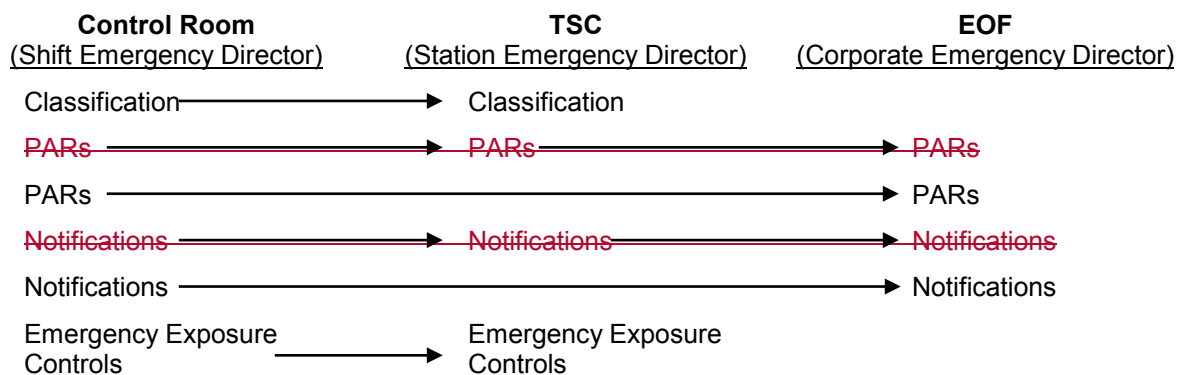 Control Room TSC EOF
(Shift Emergency Director) (Station Emergency Director) (Corporate Emergency Director)
Classification Classification
PARs PARs PARs
PARs PARs
Notifications Notifications Notifications
Notifications Notifications
Emergency Exposure Emergency Exposure
Controls Controls